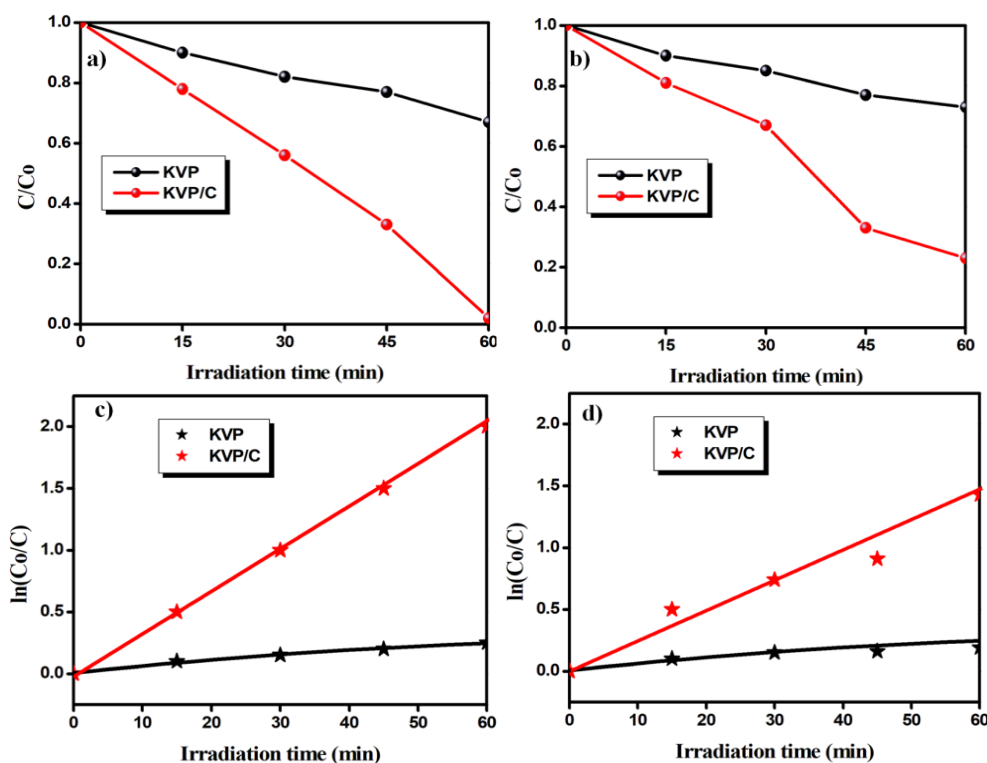 a)
1.0
0.8
0.6
0.4
0.2
0.0
C/Co
KVP
KVP/C
0 15 30 45 60
Irradiation time (min)
b)
1.0
0.8
0.6
0.4
0.2
0.0
C/Co
KVP
KVP/C
0 15 30 45 60
Irradiation time (min)
c)
2.0
1.5
1.0
0.5
0.0
ln(Co/C)
KVP
KVP/C
0 10 20 30 40 50 60
Irradiation time (min)
d)
2.0
1.5
1.0
0.5
0.0
ln(Co/C)
KVP
KVP/C
0 10 20 30 40 50 60
Irradiation time (min)